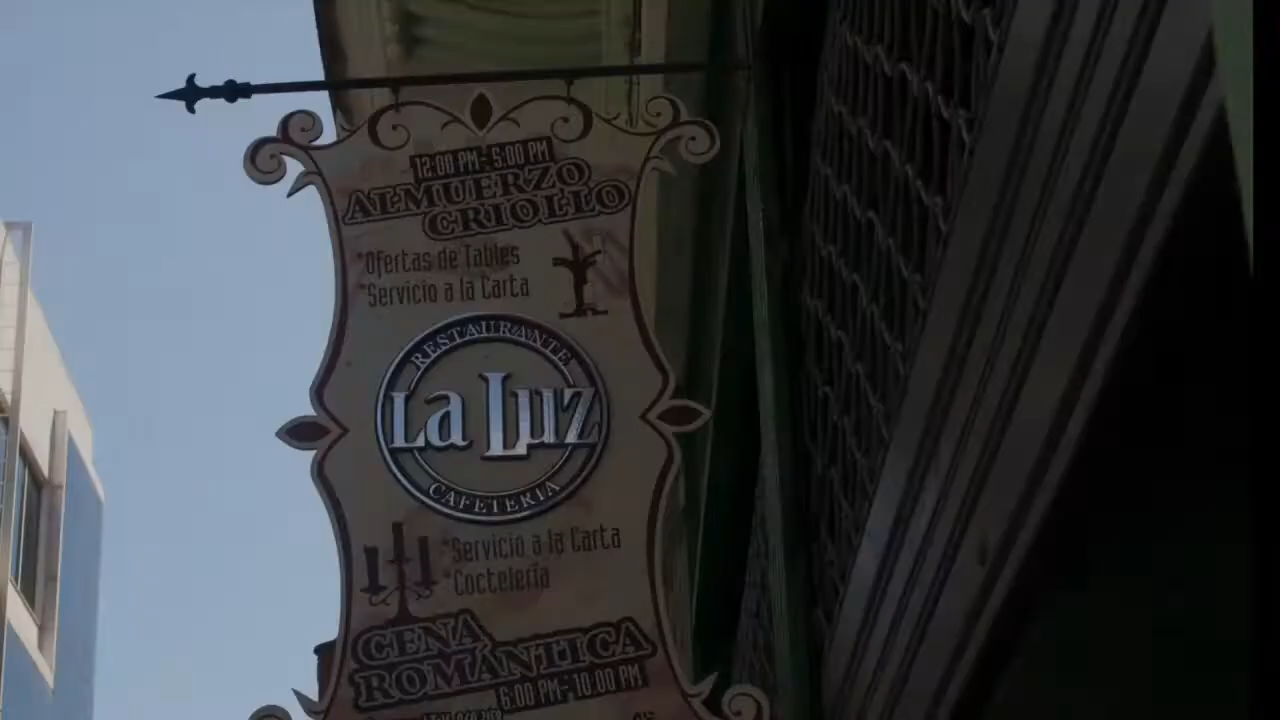 12:00 PM- 5:00 PM
ALMUERZO
CRIOLLO
*Ofertas de Tables
*Servicio a la Carta
RESTAURANTE
La Luz
CAFETERIA
*Servicio a la Carta
*Coctelería
CENA
ROMÁNTICA
6:00 PM- 10:00 PM